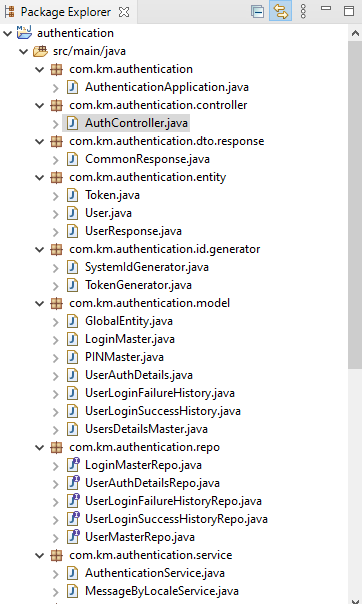 Package Explorer
authentication
src/main/java
com.km.authentication
AuthenticationApplication.java
com.km.authentication.controller
AuthController.java
com.km.authentication.dto.response
CommonResponse.java
com.km.authentication.entity
Token.java
User.java
UserResponse.java
com.km.authentication.id.generator
SystemIdGenerator.java
TokenGenerator.java
com.km.authentication.model
GlobalEntity.java
LoginMaster.java
PINMaster.java
UserAuthDetails.java
UserLoginFailureHistory.java
UserLoginSuccessHistory.java
UsersDetailsMaster.java
com.km.authentication.repo
LoginMasterRepo.java
UserAuthDetailsRepo.java
UserLoginFailureHistoryRepo.java
UserLoginSuccessHistoryRepo.java
UserMasterRepo.java
com.km.authentication.service
AuthenticationService.java
MessageByLocaleService.java